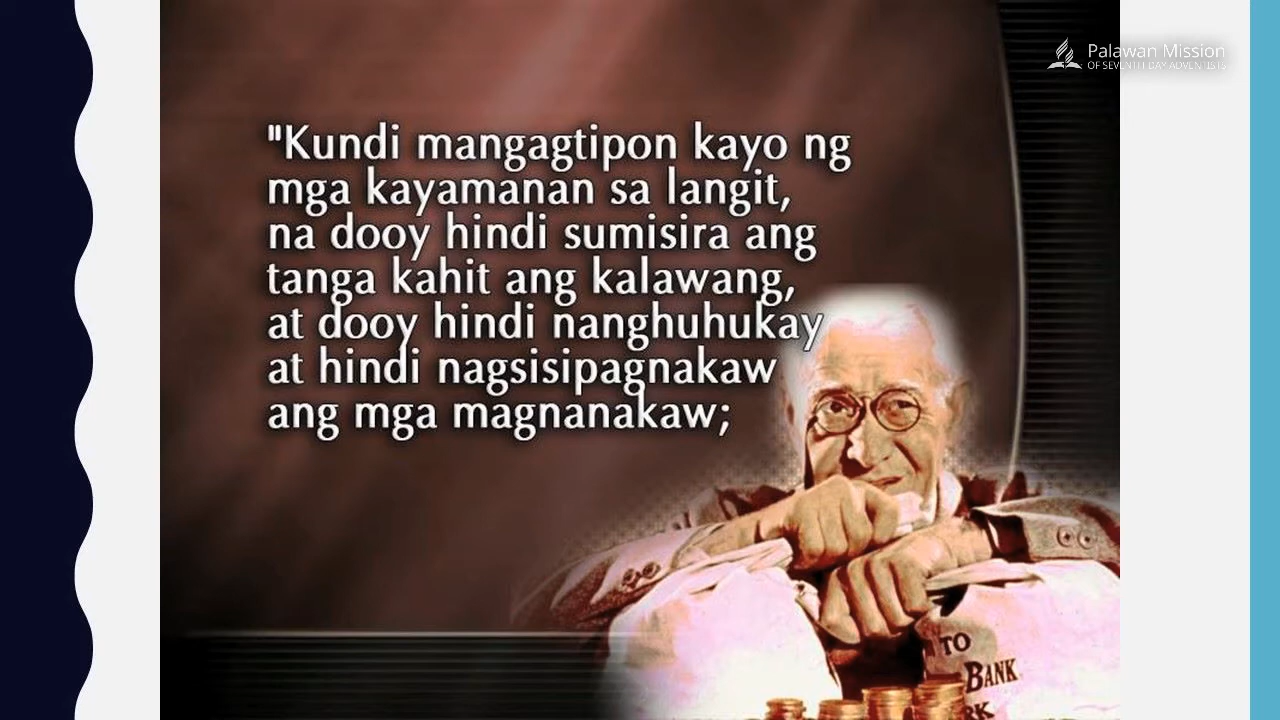 Palawan Mission
OF SEVENTH-DAY ADVENTISTS
"Kundi mangagtipon kayo ng
mga kayamanan sa langit,
na dooy hindi sumisira ang
tanga kahit ang kalawang,
at dooy hindi nanghuhukay
at hindi nagsisipagnakaw
ang mga magnanakaw;
TO
BANK